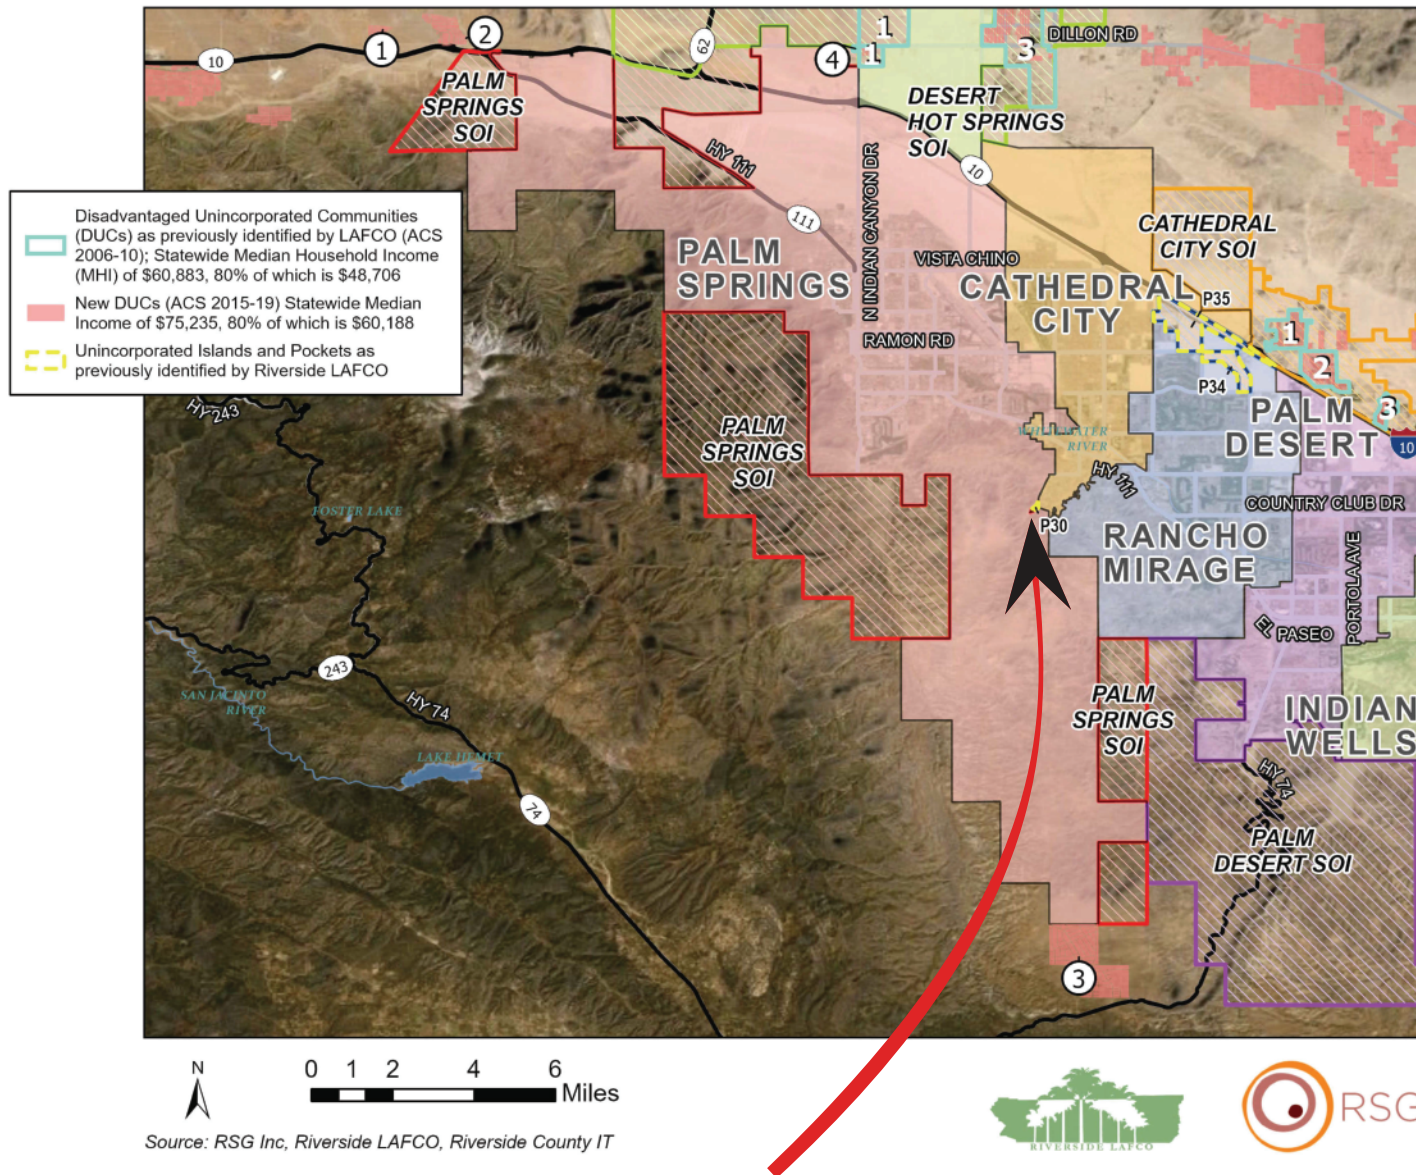 1
2
10
62
4
1
1
3
DILLON RD
PALM
SPRINGS
SOI
DESERT
HOT SPRINGS
SOI
HY 111
10
N INDIAN CANYON DR
111
Disadvantaged Unincorporated Communities
(DUCs) as previously identified by LAFCO (ACS
2006-10); Statewide Median Household Income
(MHI) of $60,883, 80% of which is $48,706
New DUCs (ACS 2015-19) Statewide Median
Income of $75,235, 80% of which is $60,188
Unincorporated Islands and Pockets as
previously identified by Riverside LAFCO
CATHEDRAL
CITY SOI
PALM
SPRINGS
VISTA CHINO
CATHEDRAL
CITY
P35
RAMON RD
1
2
3
P34
10
HY 243
PALM
DESERT
PALM
SPRINGS
SOI
WHITEWATER
RIVER
HY 111
COUNTRY CLUB DR
FOSTER LAKE
P30
RANCHO
MIRAGE
PORTOLA AVE
EL PASEO
243
SAN JACINTO
RIVER
HY 74
PALM
SPRINGS
SOI
INDIAN
WELLS
LAKE HEMET
HY 74
74
PALM
DESERT SOI
3
N
0 1 2 4 6
Miles
Source: RSG Inc, Riverside LAFCO, Riverside County IT
RIVERSIDE LAFCO
RSG